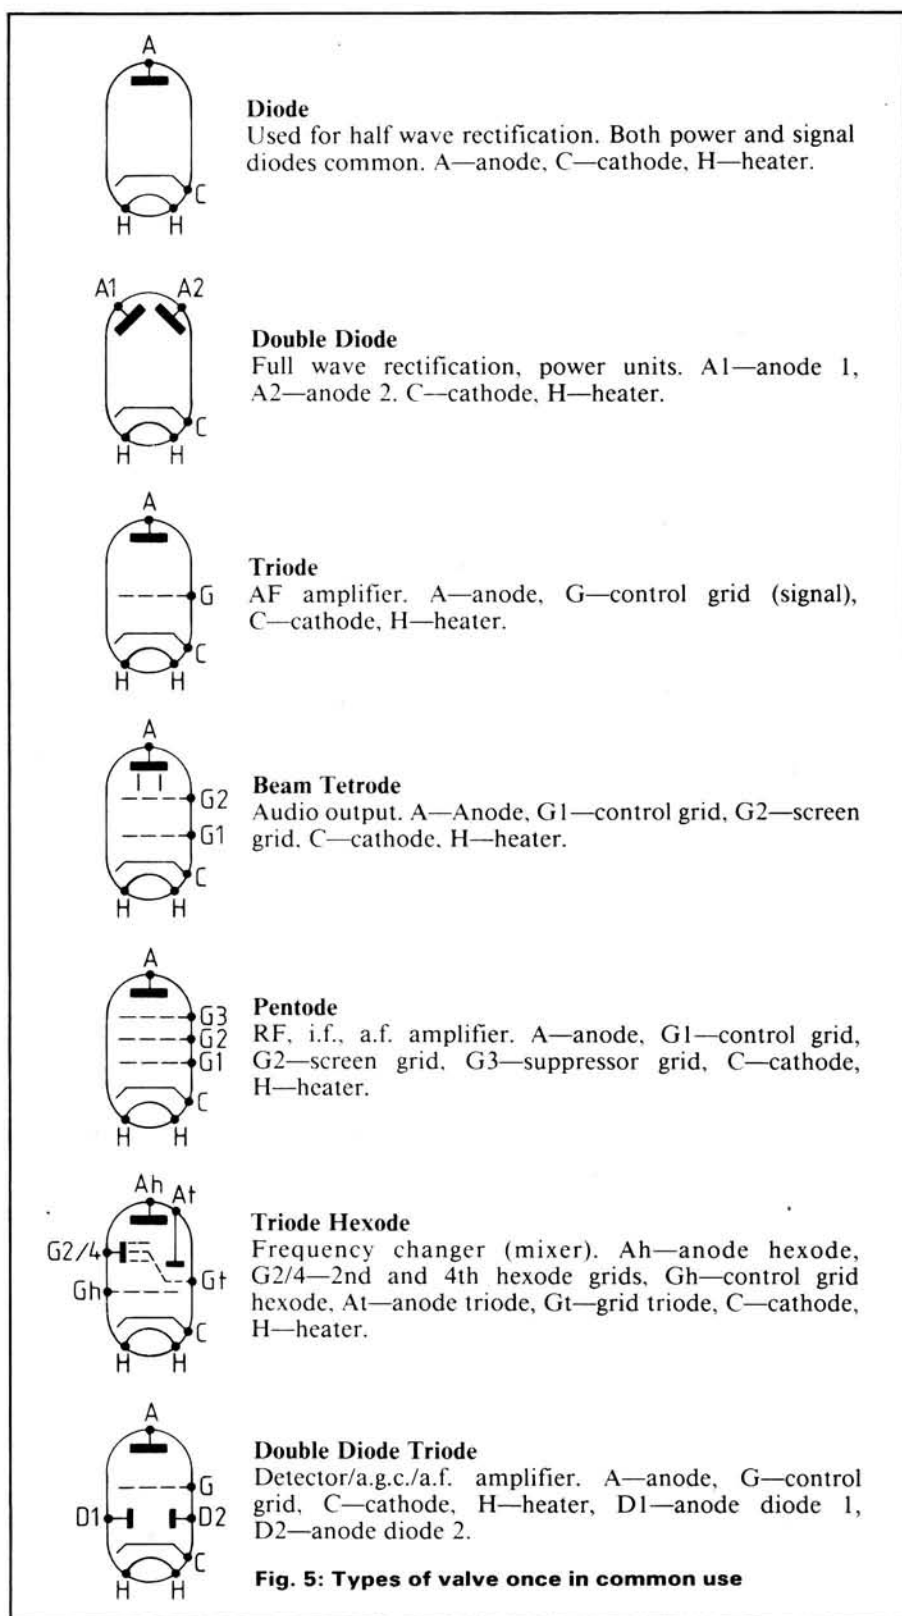 A
C
H H
Diode
Used for half wave rectification. Both power and signal
diodes common. A—anode, C—cathode, H—heater.
A1 A2
C
H H
Double Diode
Full wave rectification, power units. A1—anode 1,
A2—anode 2. C—cathode, H—heater.
A
G
C
H H
Triode
AF amplifier. A—anode, G—control grid (signal),
C—cathode, H—heater.
A
G2
G1
C
H H
Beam Tetrode
Audio output. A—Anode, G1—control grid, G2—screen
grid. C—cathode. H—heater.
A
G3
G2
G1
C
H H
Pentode
RF, i.f., a.f. amplifier. A—anode, G1—control grid,
G2—screen grid, G3—suppressor grid, C—cathode,
H—heater.
Ah At
G2/4
Gh Gt
C
H H
Triode Hexode
Frequency changer (mixer). Ah—anode hexode,
G2/4—2nd and 4th hexode grids, Gh—control grid
hexode, At—anode triode, Gt—grid triode, C—cathode,
H—heater.
A
G
D1 D2
C
H H
Double Diode Triode
Detector/a.g.c./a.f. amplifier. A—anode, G—control
grid, C—cathode, H—heater, D1—anode diode 1,
D2—anode diode 2.
Fig. 5: Types of valve once in common use